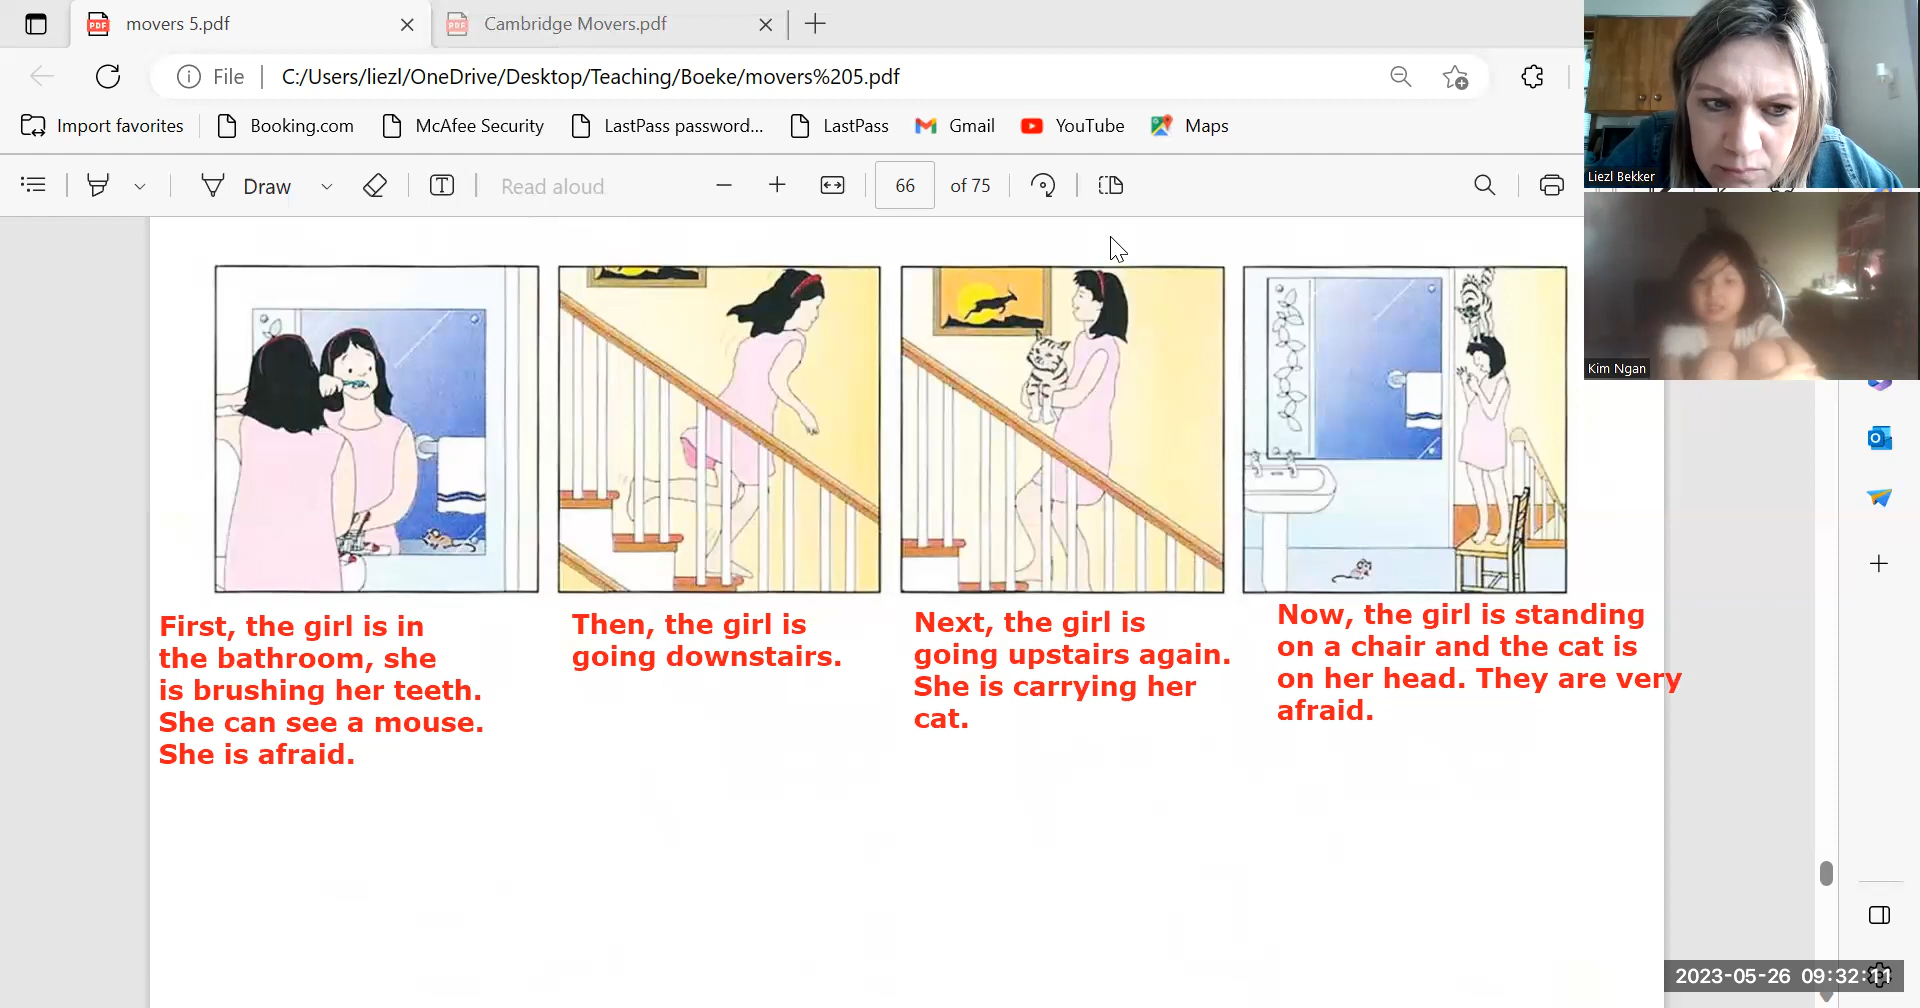 movers 5.pdf
Cambridge Movers.pdf
File
C:/Users/liezl/OneDrive/Desktop/Teaching/Boeke/movers%205.pdf
Import favorites
Booking.com
McAfee Security
LastPass password...
LastPass
Gmail
YouTube
Maps
Draw
Read aloud
66
of 75
Liezl Bekker
Kim Ngan
First, the girl is in
the bathroom, she
is brushing her teeth.
She can see a mouse.
She is afraid.
Then, the girl is
going downstairs.
Next, the girl is
going upstairs again.
She is carrying her
cat.
Now, the girl is standing
on a chair and the cat is
on her head. They are very
afraid.
2023-05-26 09:32:11